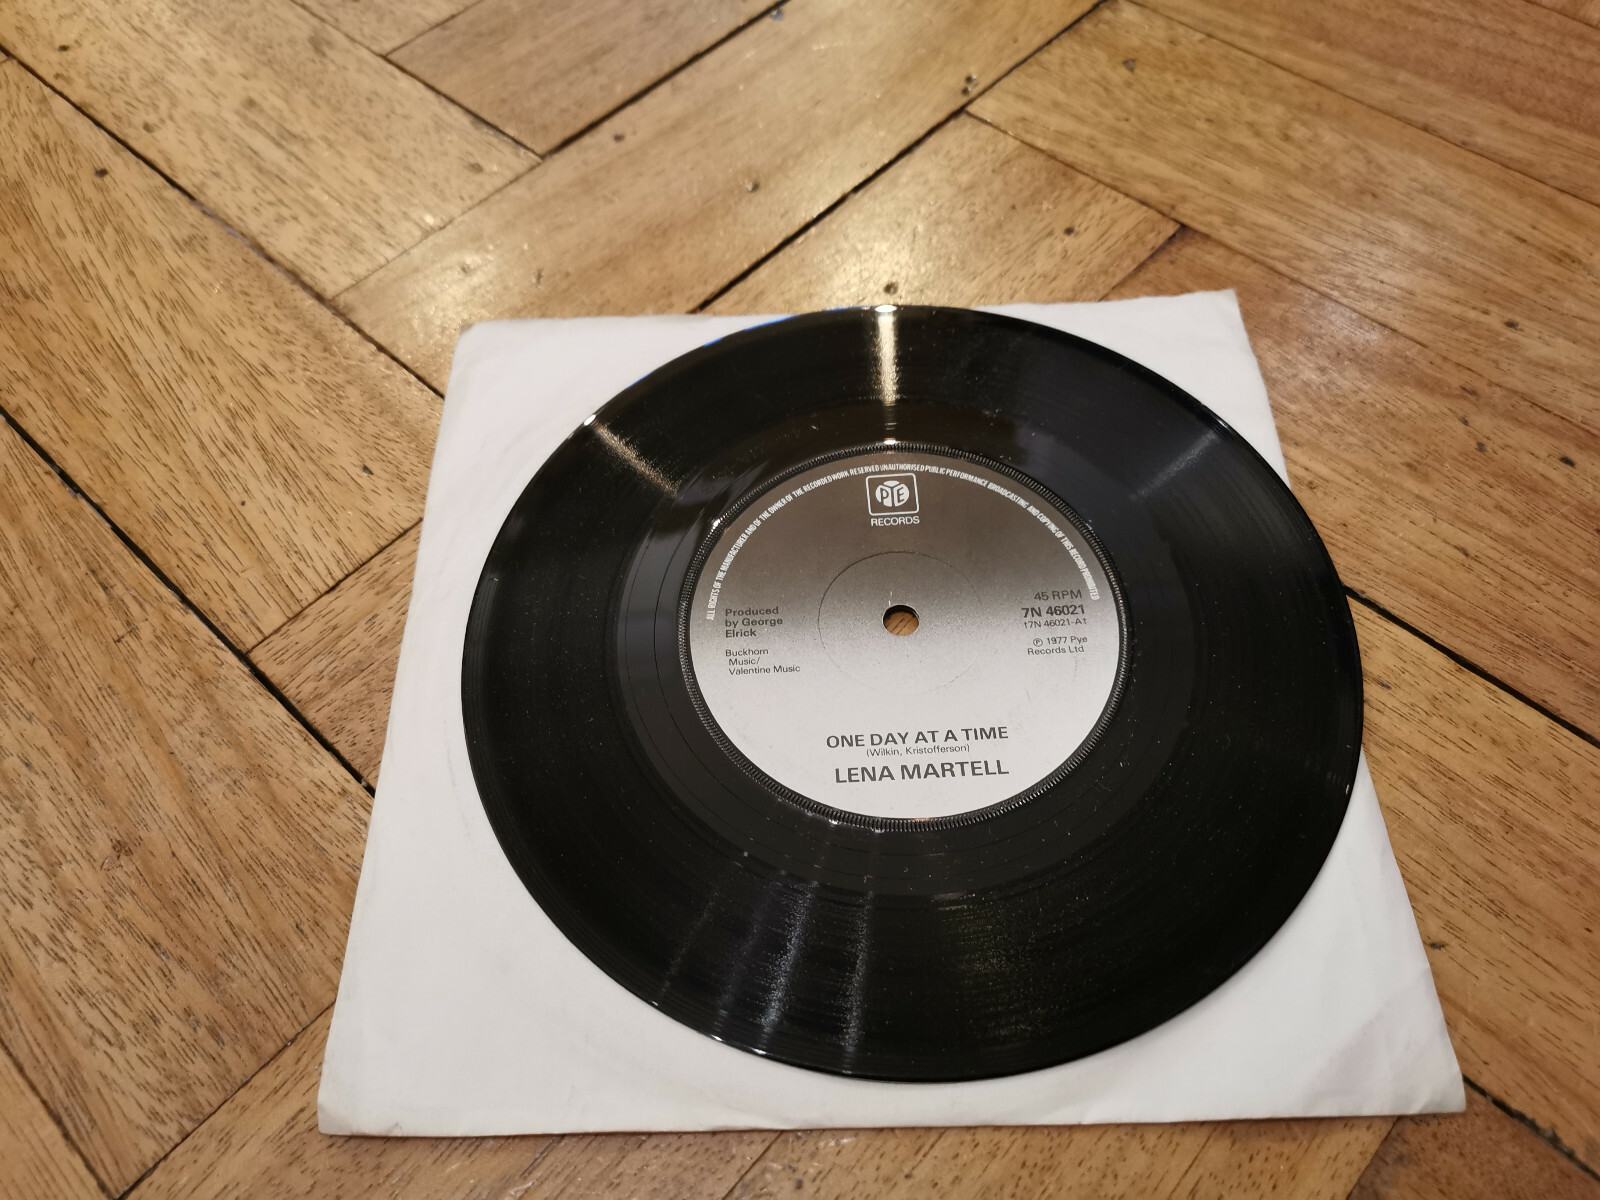 ALL RIGHTS OF THE MANUFACTURER AND OF THE OWNER OF THE RECORDED WORK RESERVED UNAUTHORISED PUBLIC PERFORMANCE BROADCASTING AND COPYING OF THIS RECORD PROHIBITED
PYE
RECORDS
Produced
by George
Elrick
Buckhorn
Music/
Valentine Music
45 RPM
7N 46021
†7N 46021-A†
℗ 1977 Pye
Records Ltd
ONE DAY AT A TIME
(Wilkin, Kristofferson)
LENA MARTELL